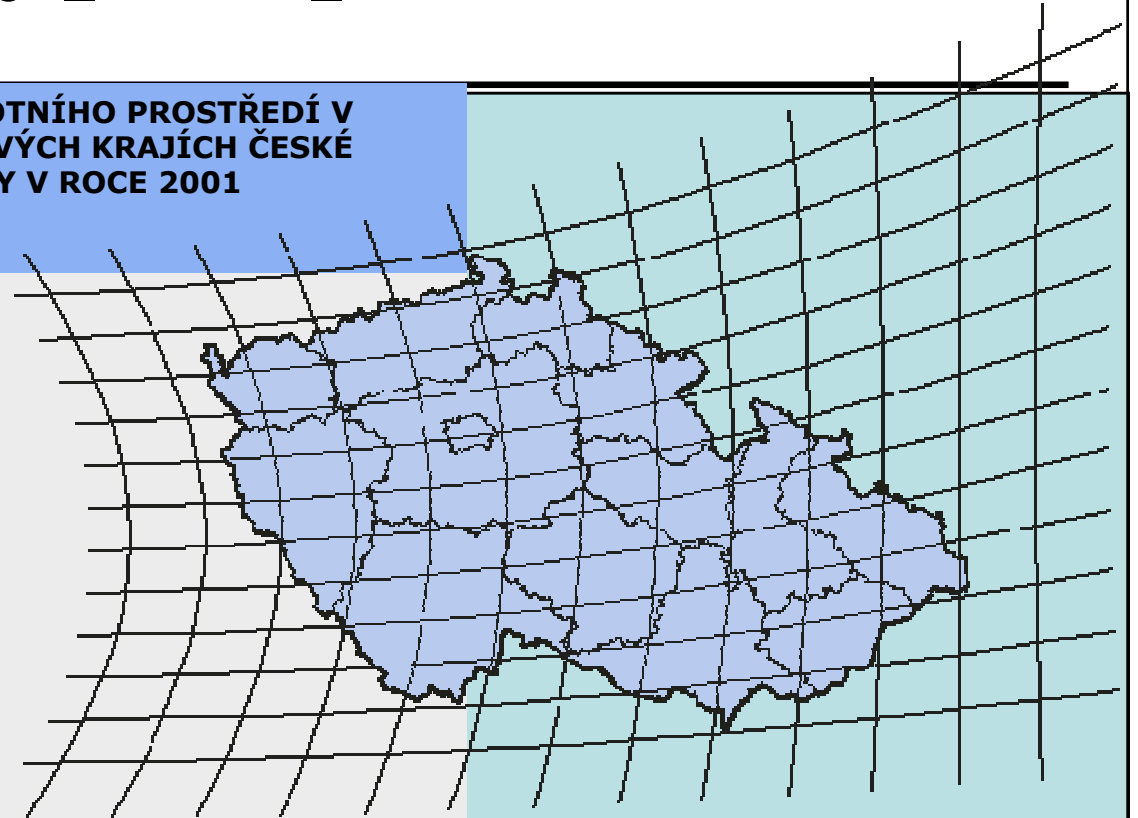 OTNÍHO PROSTŘEDÍ V
VÝCH KRAJÍCH ČESKÉ
Y V ROCE 2001